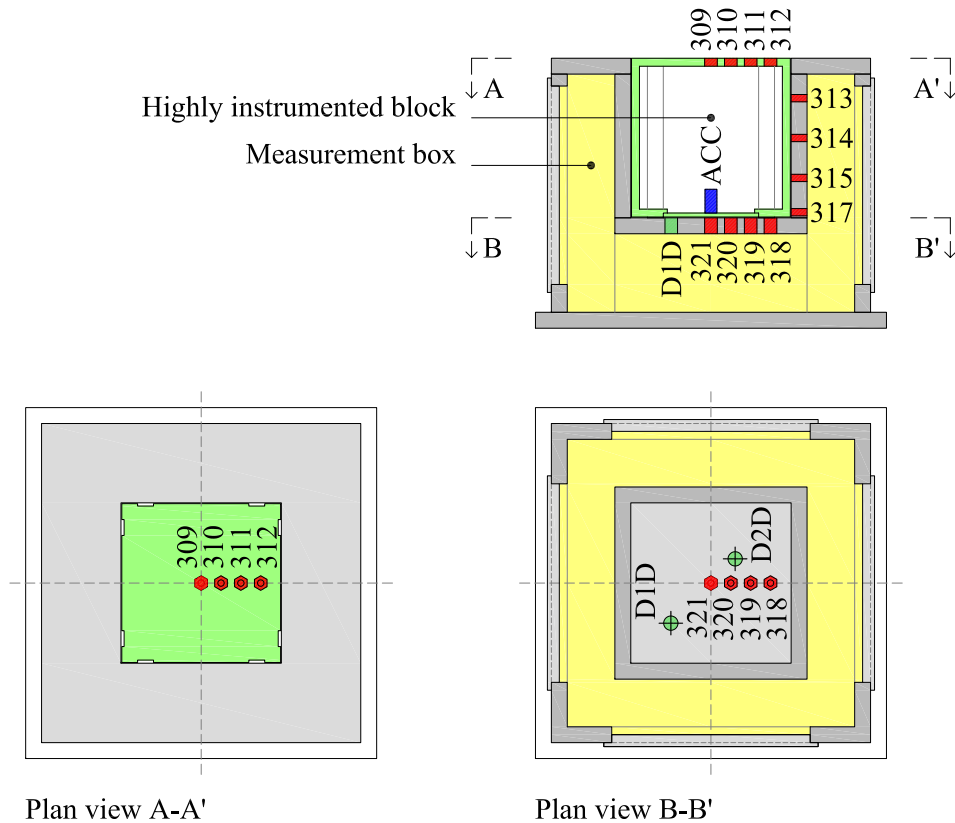 309
310
311
312
A
A'
313
Highly instrumented block
314
Measurement box
ACC
315
317
B
B'
D1D
321
320
319
318
309
310
311
312
D1D
D2D
321
320
319
318
Plan view A-A'
Plan view B-B'